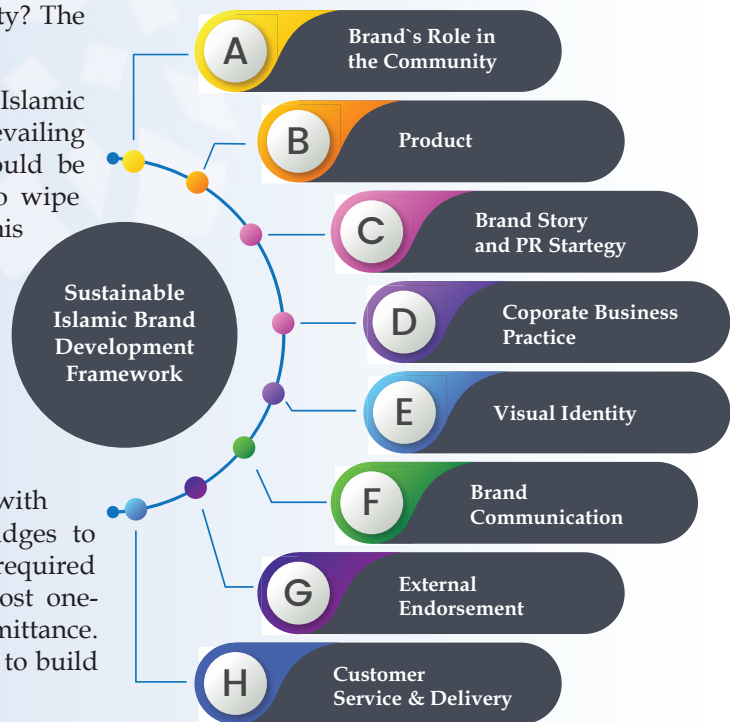 ty? The
Islamic
evailing
ould be
o wipe
his
with
dges to
required
ost one-
mittance.
to build
Sustainable
Islamic Brand
Development
Framework
A
Brand`s Role in
the Community
B
Product
C
Brand Story
and PR Startegy
D
Coporate Business
Practice
E
Visual Identity
F
Brand
Communication
G
External
Endorsement
H
Customer
Service & Delivery